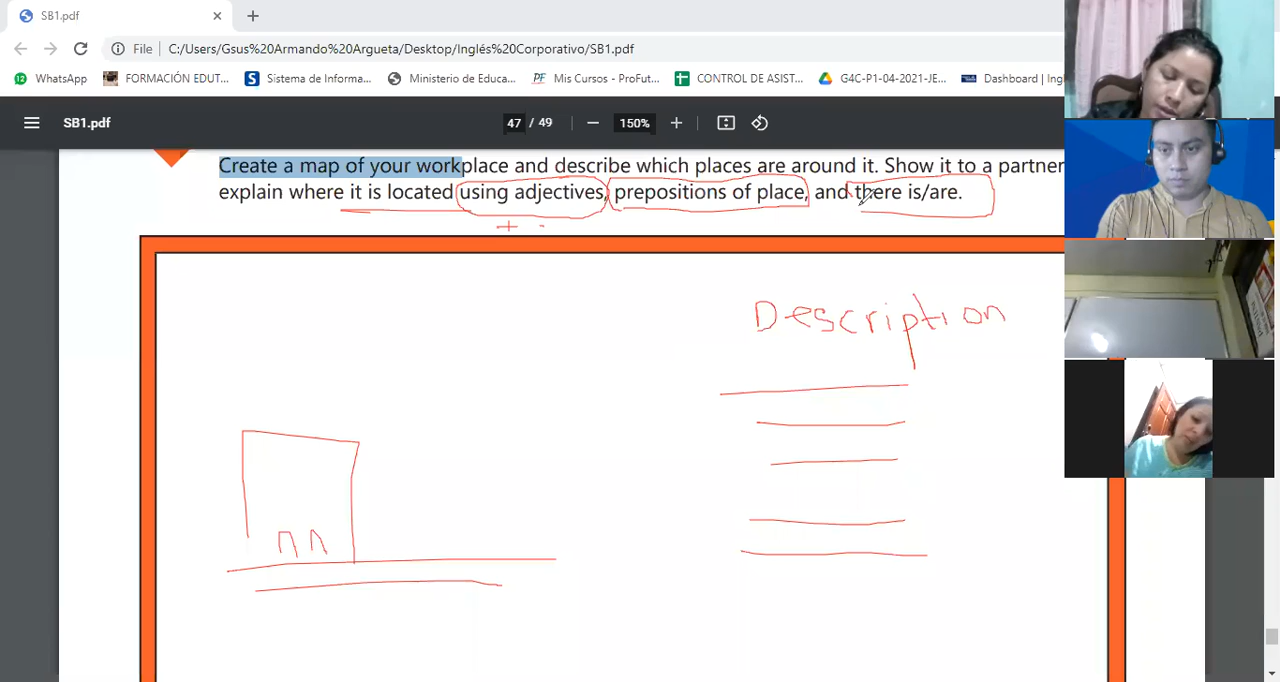 SB1.pdf
File C:/Users/Gsus%20Armando%20Argueta/Desktop/Inglés%20Corporativo/SB1.pdf
WhatsApp FORMACIÓN EDUT... Sistema de Informa... Ministerio de Educa... Mis Cursos - ProFut... CONTROL DE ASIST... G4C-P1-04-2021-JE... Dashboard | Ingl
SB1.pdf 47 / 49 150%
Create a map of your workplace and describe which places are around it. Show it to a partner
explain where it is located using adjectives, prepositions of place, and there is/are.
Description